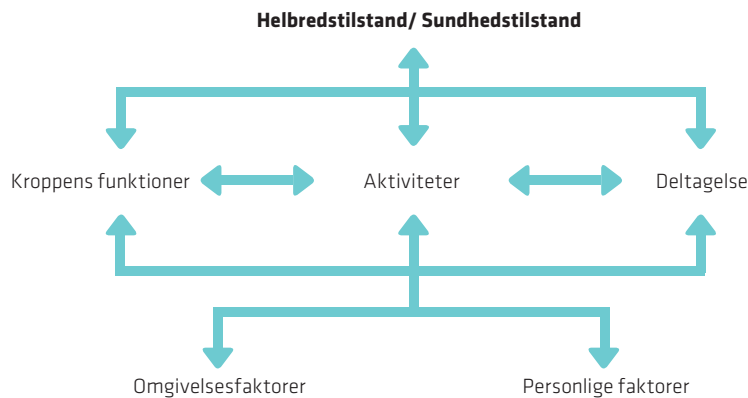 Helbredstilstand/ Sundhedstilstand
Kroppens funktioner
Aktiviteter
Deltagelse
Omgivelsesfaktorer
Personlige faktorer